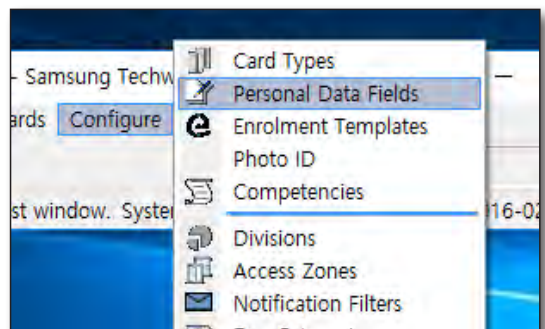 Card Types
- Samsung Techw
Personal Data Fields
ards Configure
Enrolment Templates
Photo ID
Competencies
st window. Syste
16-02
Divisions
Access Zones
Notification Filters